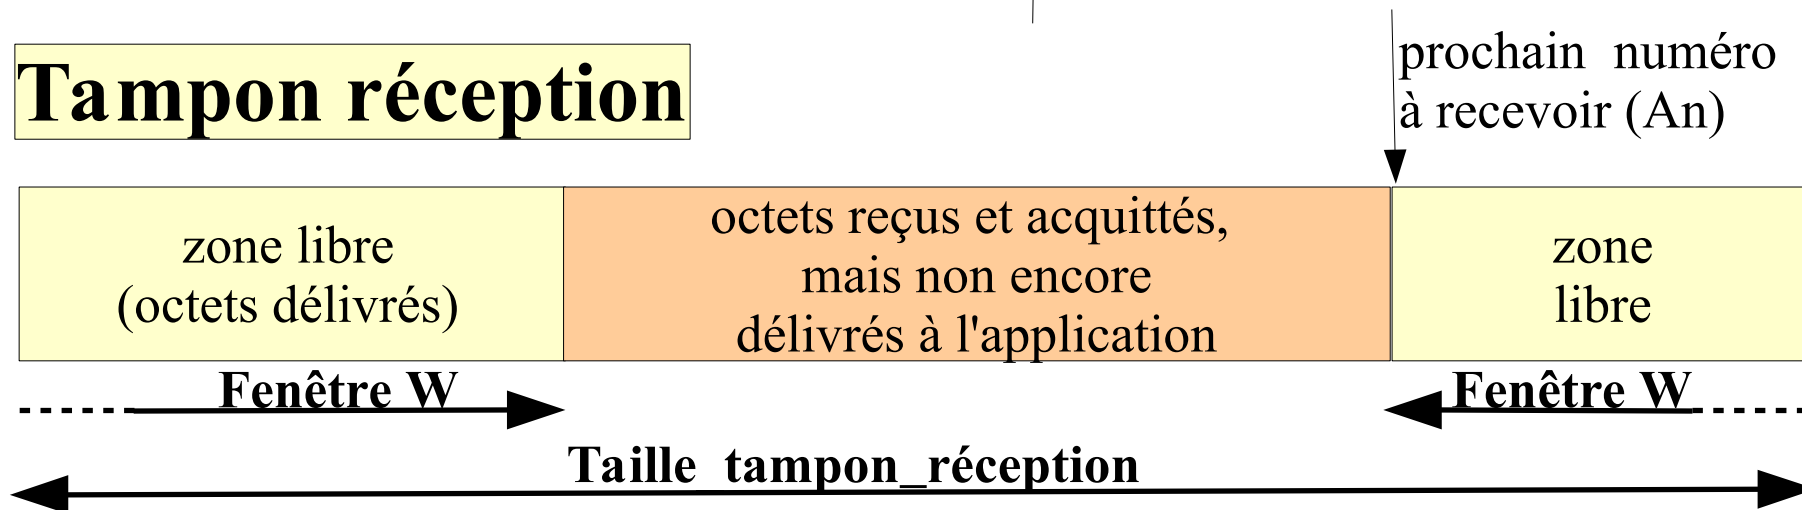 Tampon réception
prochain numéro
à recevoir (An)
zone libre
(octets délivrés)
octets reçus et acquittés,
mais non encore
délivrés à l'application
zone
libre
Fenêtre W
Fenêtre W
Taille tampon_réception